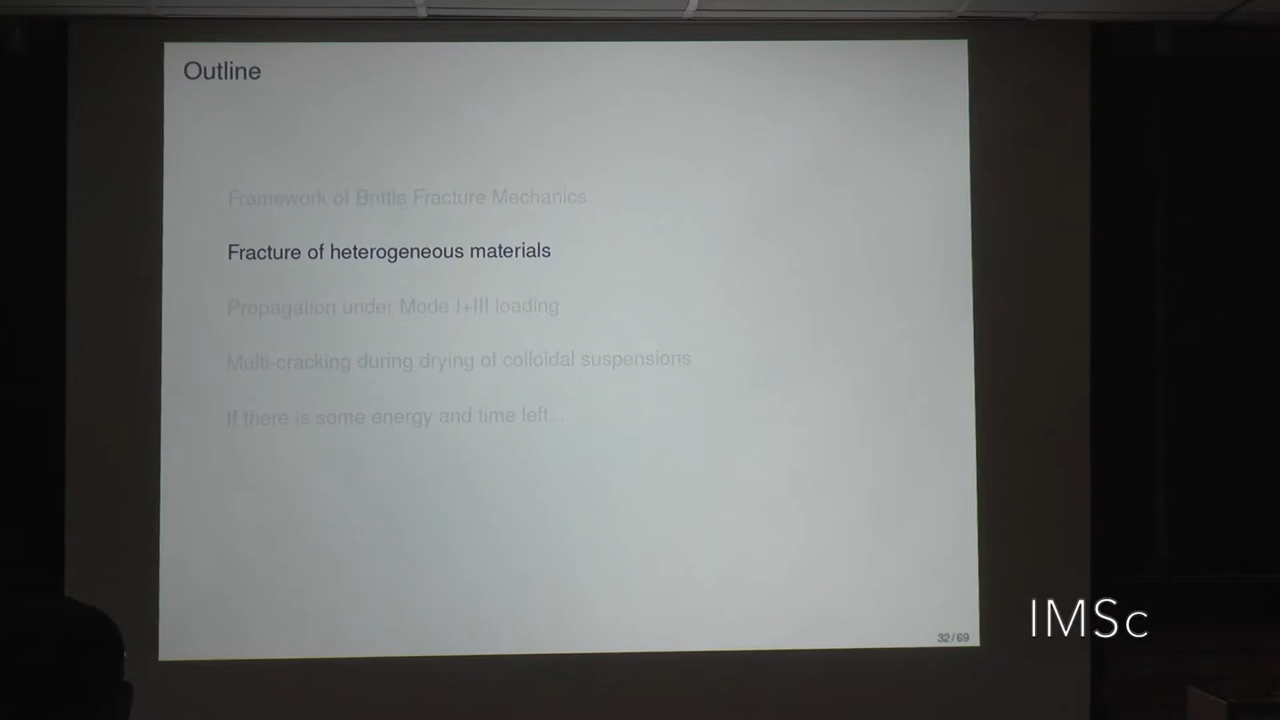 Outline
Framework of Brittle Fracture Mechanics
Fracture of heterogeneous materials
Propagation under Mode I+III loading
Multi-cracking during drying of colloidal suspensions
If there is some energy and time left...
32/69
IMSc